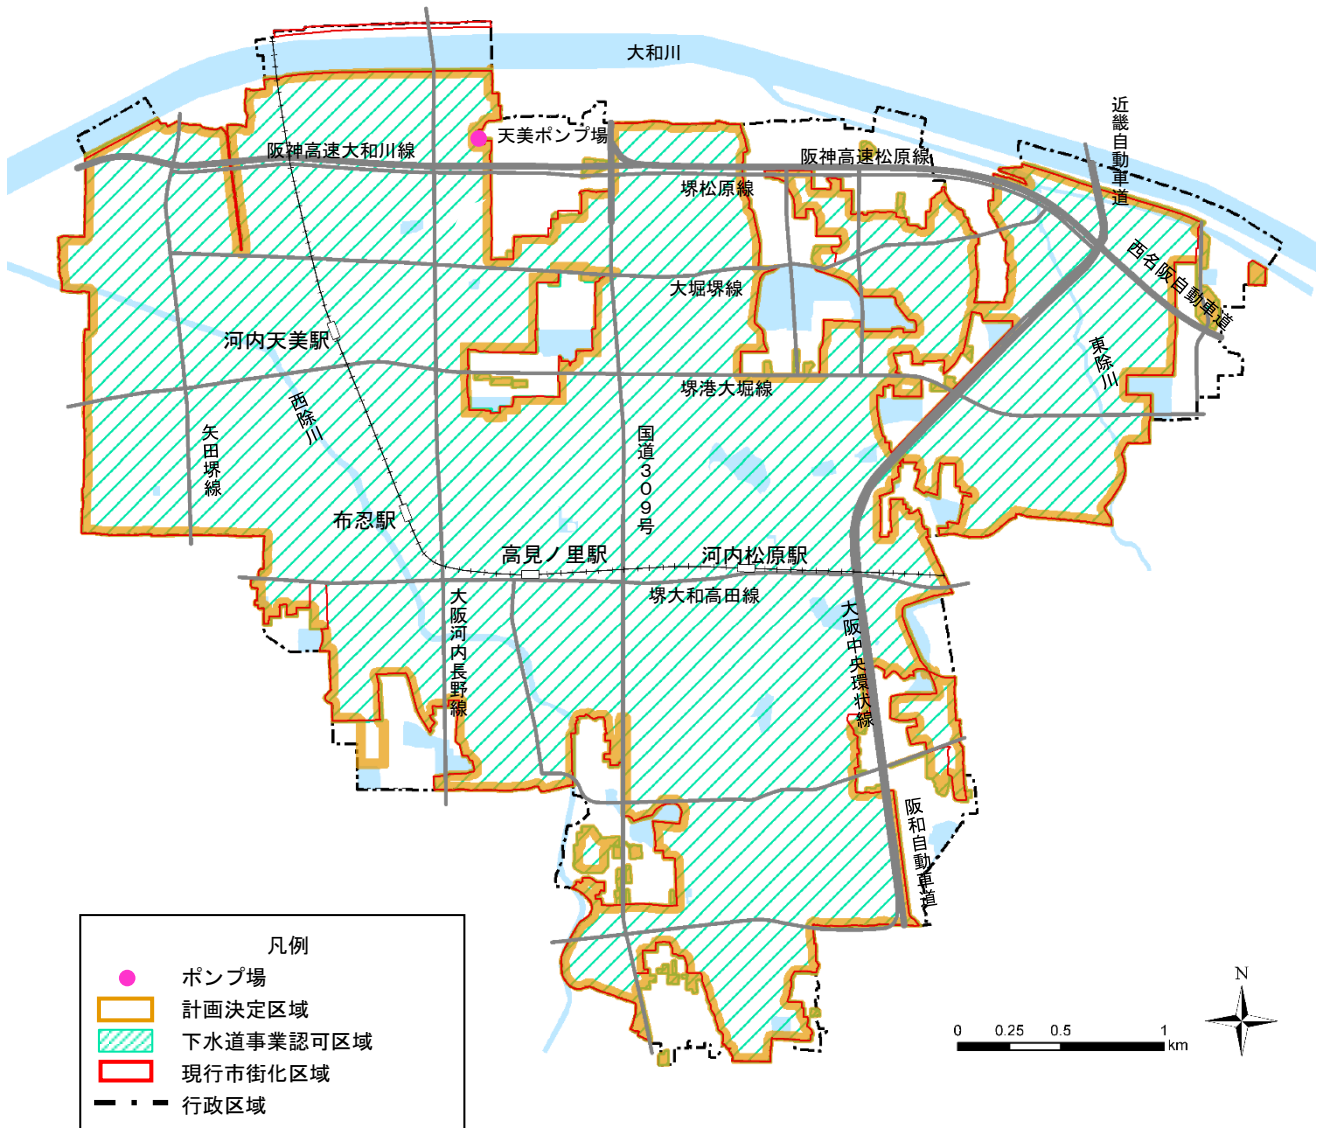 大和川
近畿自動車道
天美ポンプ場
阪神高速大和川線
阪神高速松原線
堺松原線
西名阪自動車道
大堀堺線
河内天美駅
東除川
堺港大堀線
西除川
矢田堺線
国道309号
布忍駅
高見ノ里駅
河内松原駅
堺大和高田線
大阪河内長野線
大阪中央環状線
阪和自動車道
凡例
ポンプ場
計画決定区域
下水道事業認可区域
現行市街化区域
行政区域
N
0 0.25 0.5 1
km